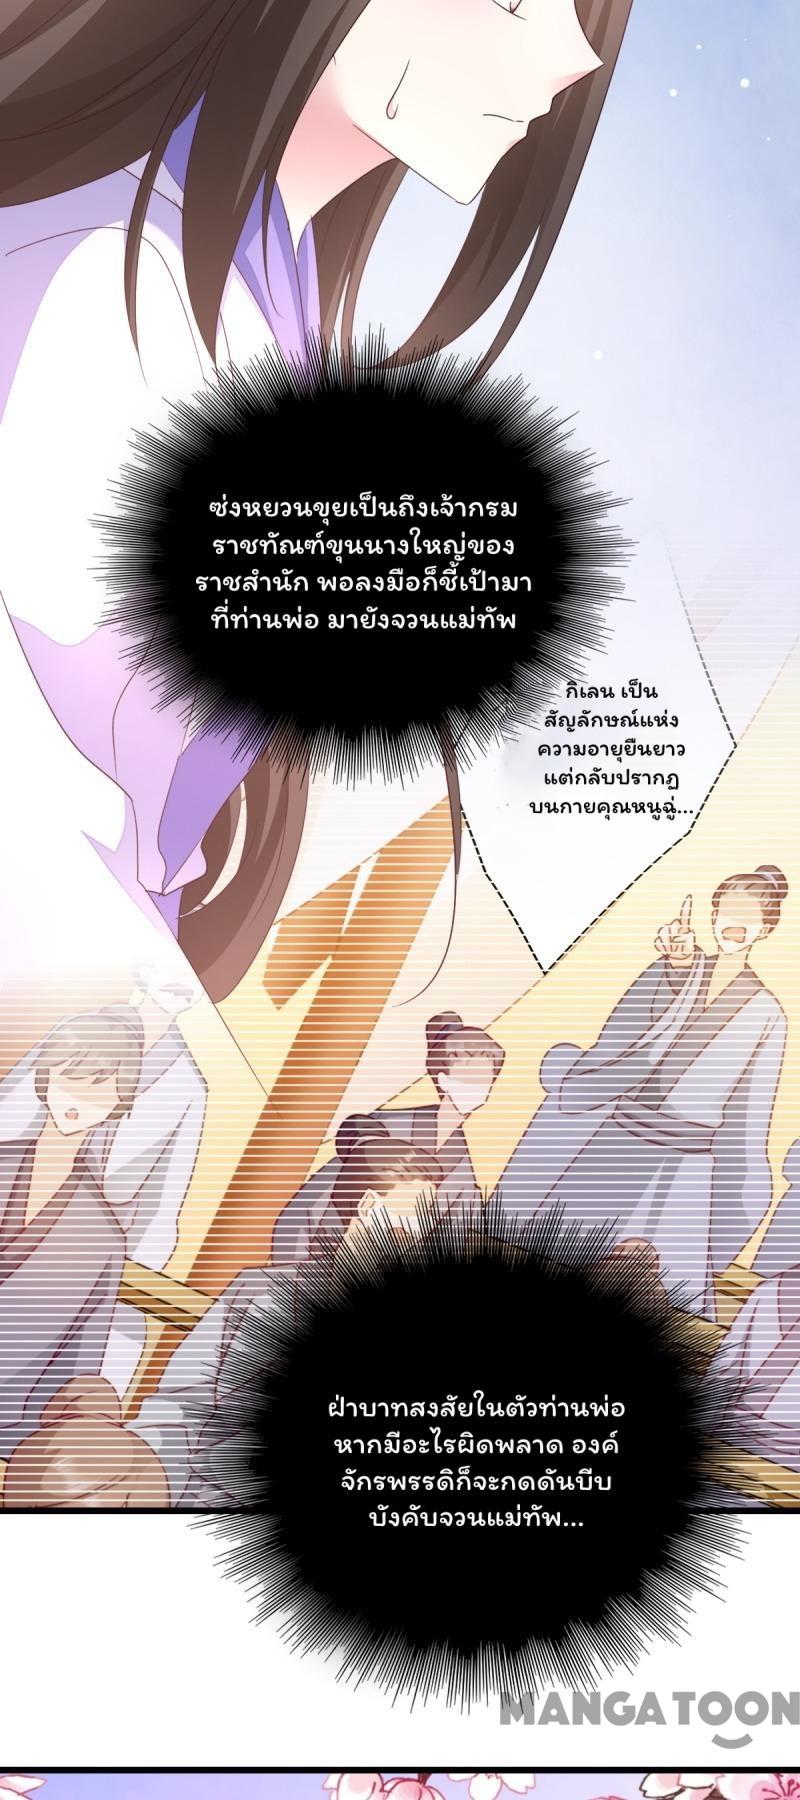 ซ่งหยวนขุยเป็นถึงเจ้ากรม
ราชทัณฑ์ขุนนางใหญ่ของ
ราชสำนัก พอลงมือก็ชี้เป้ามา
ที่ท่านพ่อ มายังจวนแม่ทัพ
กิเลน เป็น
สัญลักษณ์แห่ง
ความอายุยืนยาว
แต่กลับปรากฏ
บนกายคุณหนูฉู่...
ฝ่าบาทสงสัยในตัวท่านพ่อ
หากมีอะไรผิดพลาด องค์
จักรพรรดิก็จะกดดันบีบ
บังคับจวนแม่ทัพ...
MANGATOON